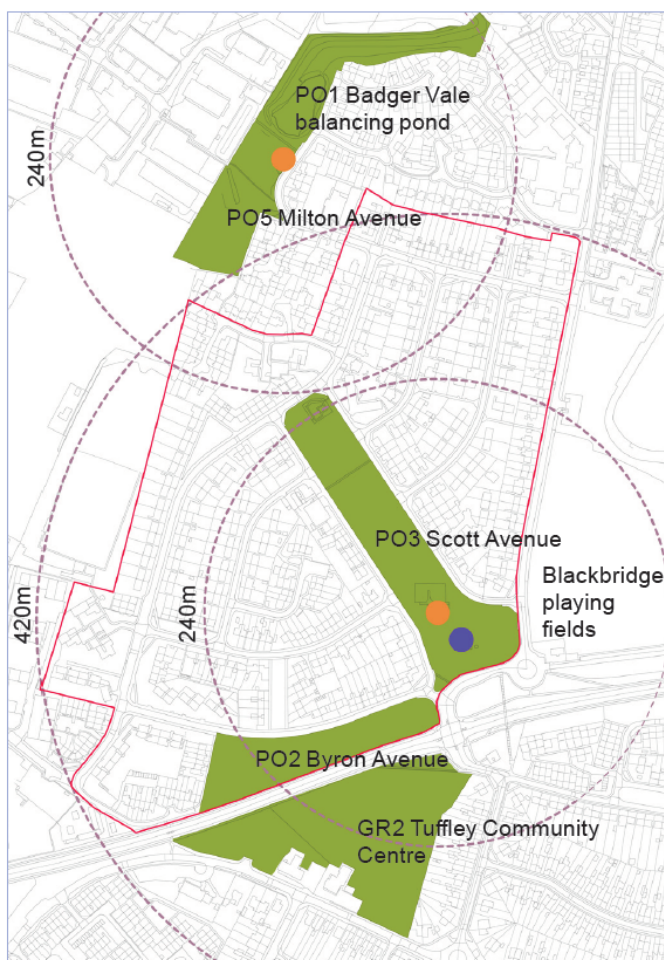 PO1 Badger Vale
balancing pond
240m
PO5 Milton Avenue
PO3 Scott Avenue
Blackbridge
playing
fields
420m
240m
PO2 Byron Avenue
GR2 Tuffley Community
Centre